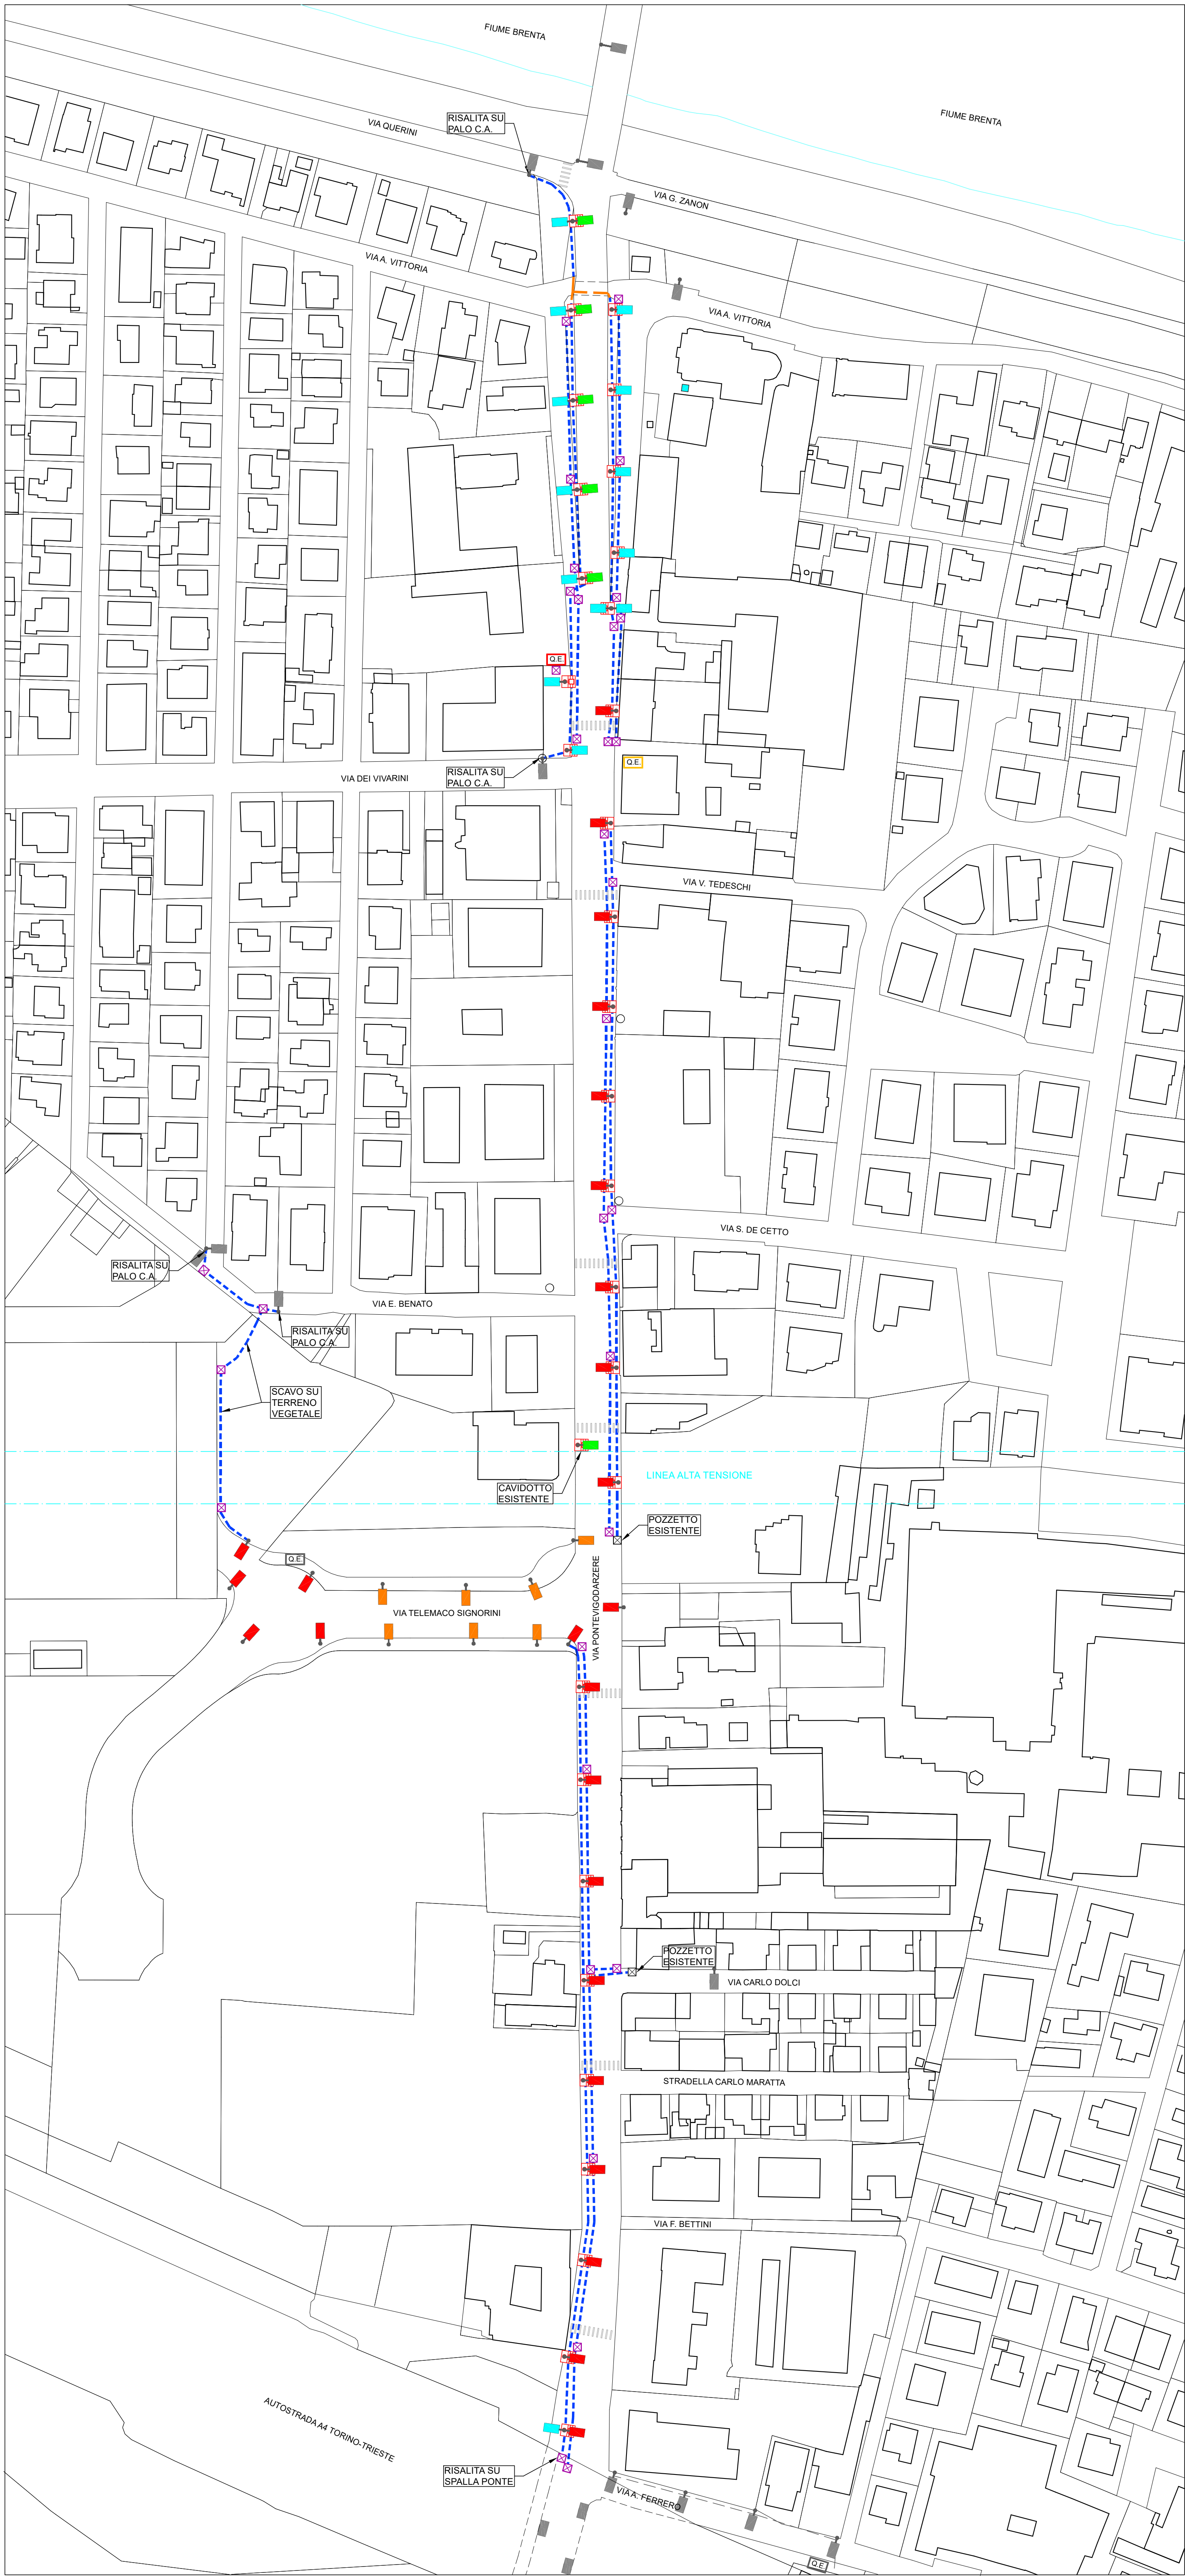 FIUME BRENTA
FIUME BRENTA
RISALITA SU
PALO C.A.
VIA QUERINI
VIA G. ZANON
VIA A. VITTORIA
VIA A. VITTORIA
Q.E.
Q.E.
RISALITA SU
PALO C.A.
VIA DEI VIVARINI
VIA V. TEDESCHI
VIA S. DE CETTO
RISALITA SU
PALO C.A.
VIA E. BENATO
RISALITA SU
PALO C.A.
SCAVO SU
TERRENO
VEGETALE
LINEA ALTA TENSIONE
CAVIDOTTO
ESISTENTE
POZZETTO
ESISTENTE
Q.E.
VIA PONTEVIGODARZERE
VIA TELEMACO SIGNORINI
POZZETTO
ESISTENTE
VIA CARLO DOLCI
STRADELLA CARLO MARATTA
VIA F. BETTINI
AUTOSTRADA A4 TORINO-TRIESTE
RISALITA SU
SPALLA PONTE
VIA A. FERRERO
Q.E.